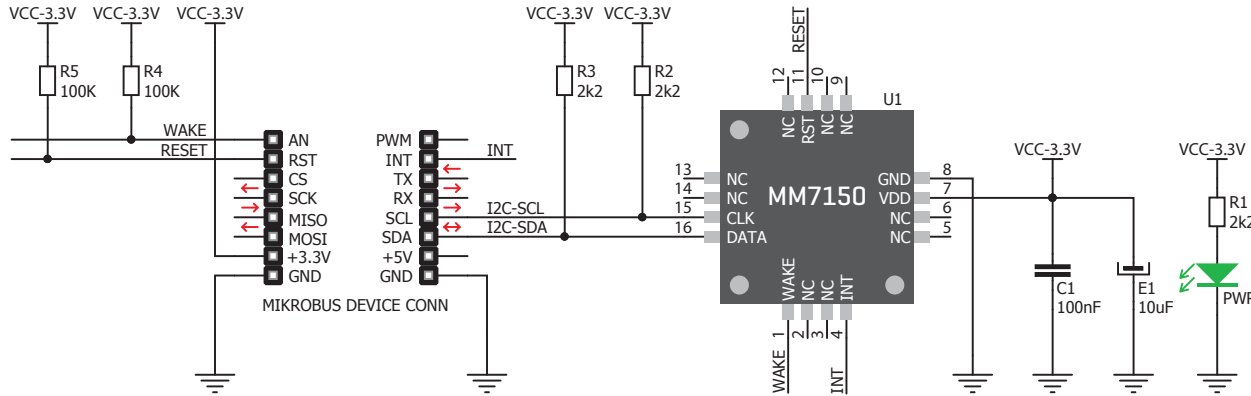 VCC-3.3V VCC-3.3V VCC-3.3V
R5
100K
R4
100K
WAKE
RESET
AN
RST
CS
SCK
MISO
MOSI
+3.3V
GND
PWM
INT
TX
RX
SCL
SDA
+5V
GND
MIKROBUS DEVICE CONN
INT
I2C-SCL
I2C-SDA
VCC-3.3V VCC-3.3V
R3
2k2
R2
2k2
RESET
12
11
10
9
NC
RST
NC
NC
U1
13 NC
14 NC
15 CLK
16 DATA
MM7150
GND 8
VDD 7
NC 6
NC 5
WAKE
NC
NC
INT
1
2
3
4
WAKE
INT
VCC-3.3V
C1
100nF
E1
10uF
VCC-3.3V
R1
2k2